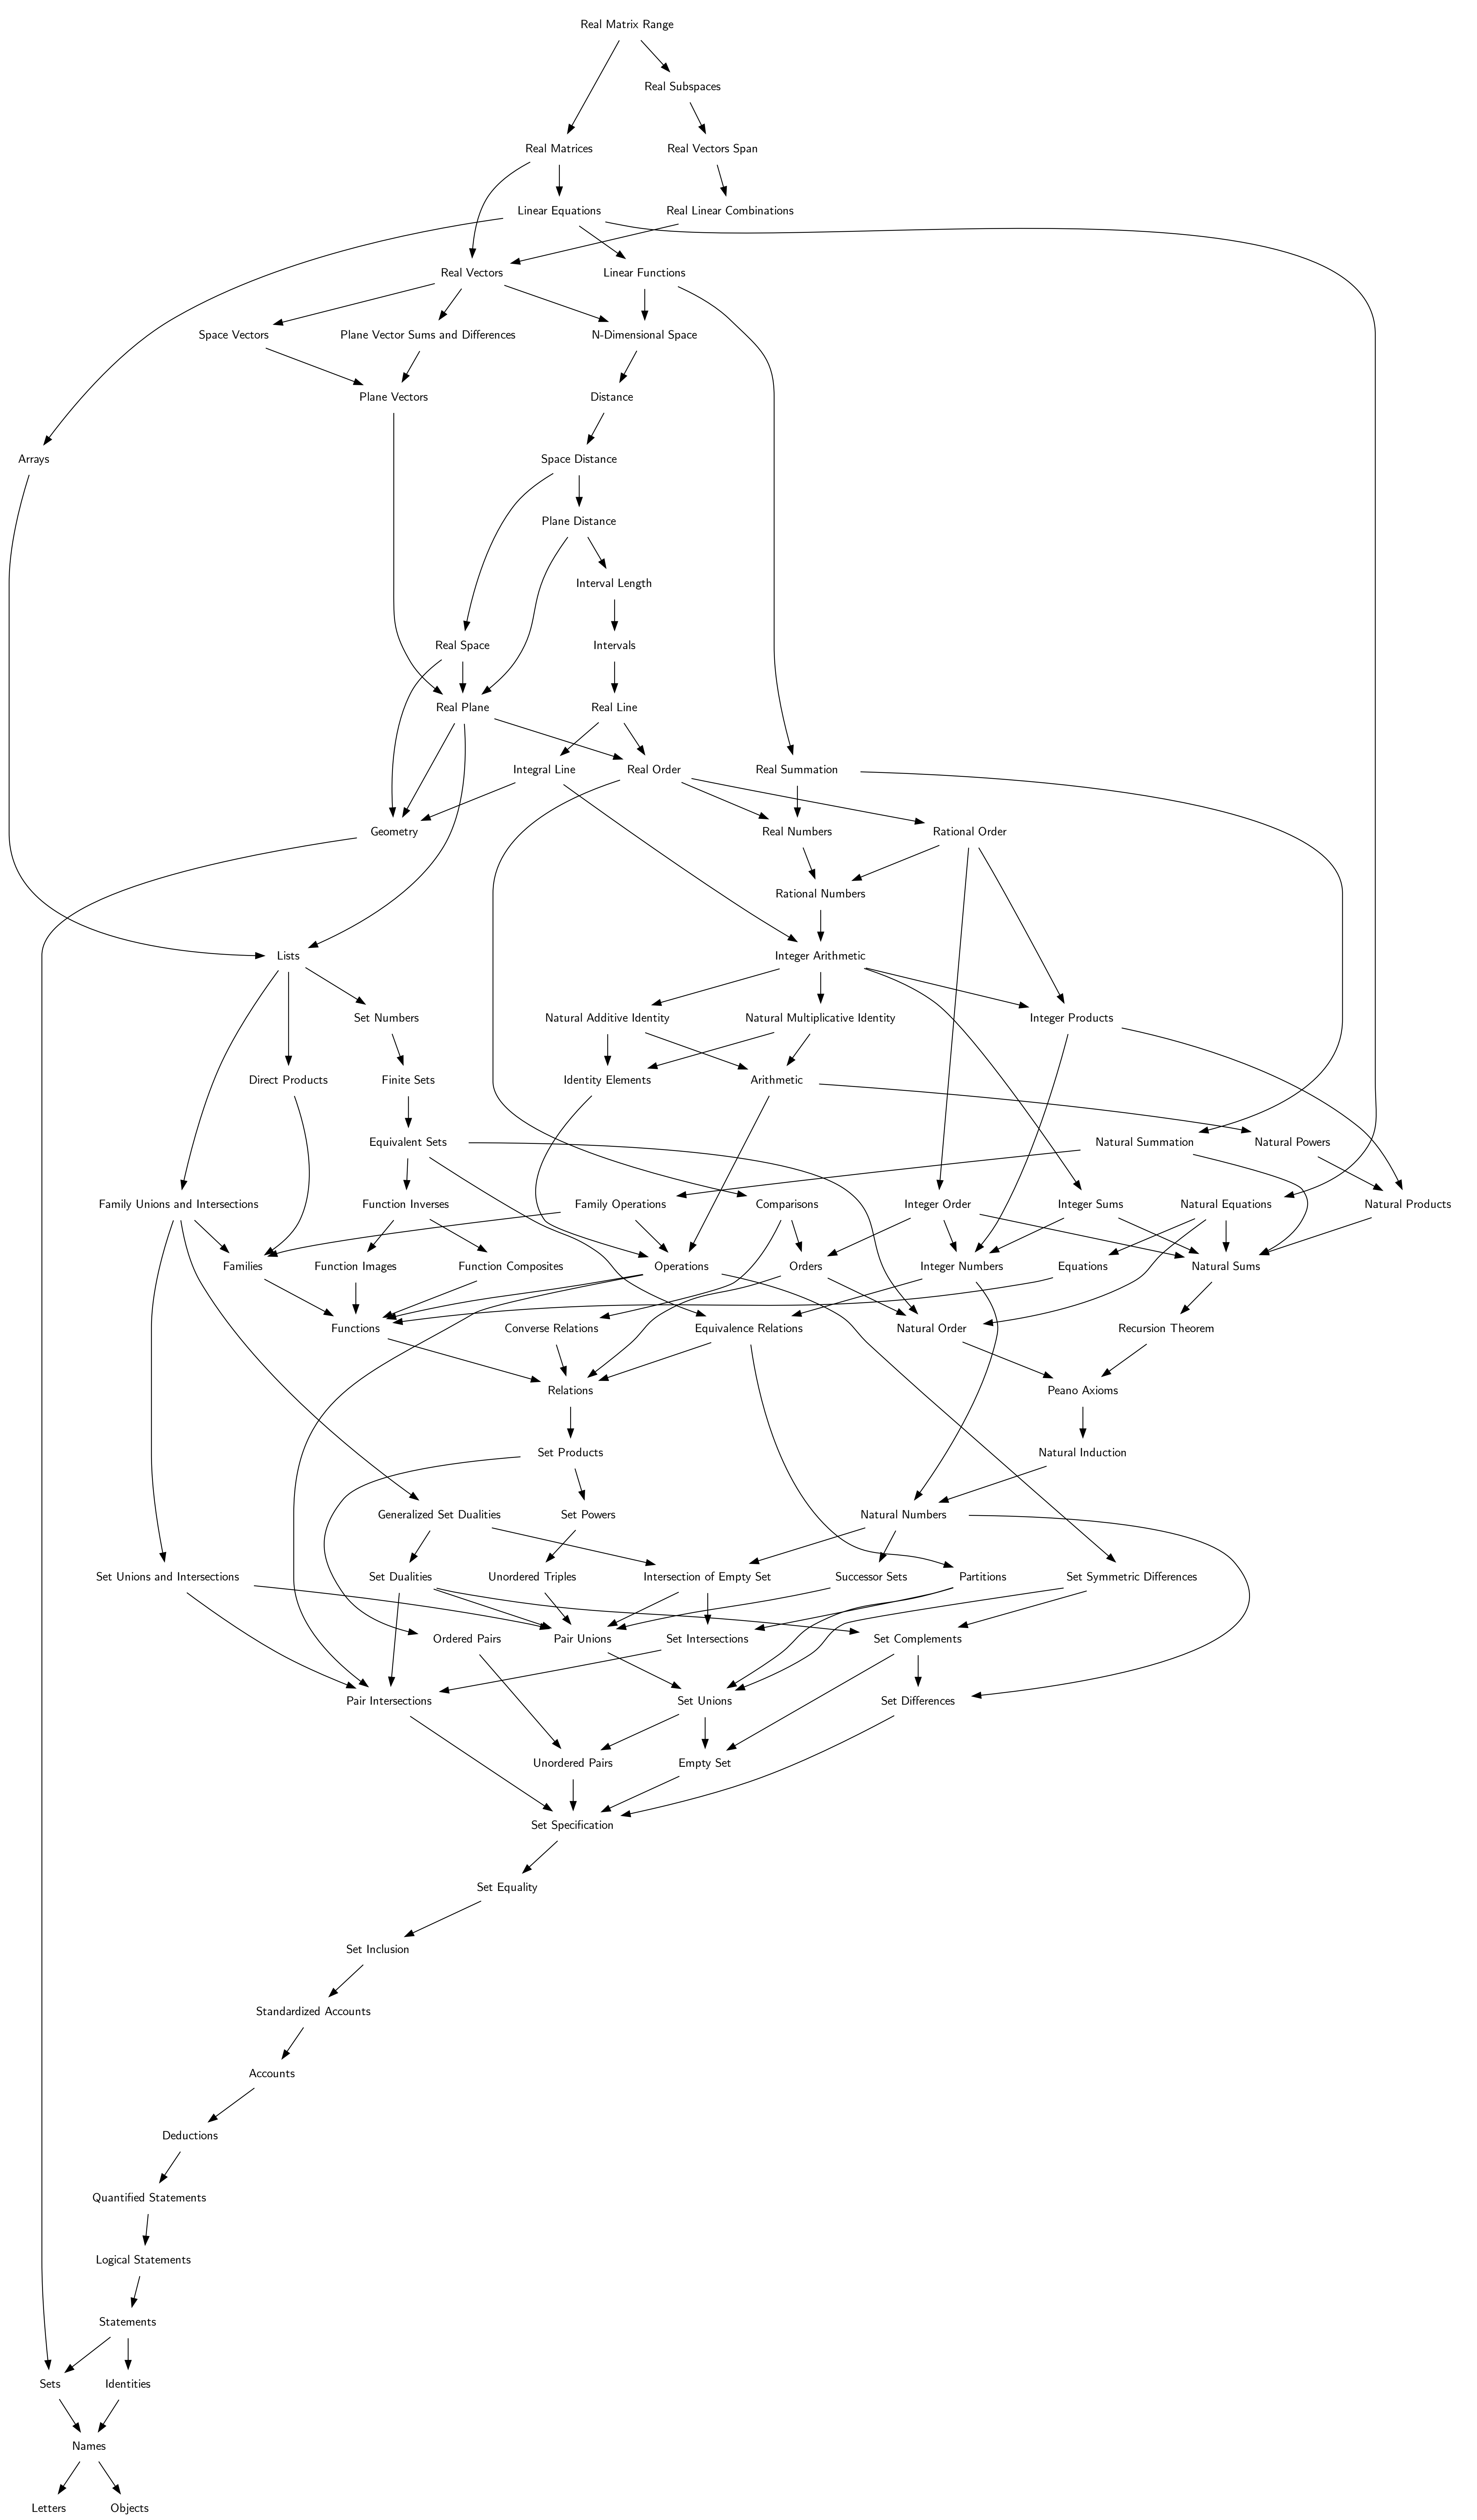 Real Matrix Range
Real Subspaces
Real Matrices
Real Vectors Span
Linear Equations
Real Linear Combinations
Real Vectors
Linear Functions
Space Vectors
Plane Vector Sums and Differences
N-Dimensional Space
Plane Vectors
Distance
Arrays
Space Distance
Plane Distance
Interval Length
Real Space
Intervals
Real Plane
Real Line
Integral Line
Real Order
Real Summation
Geometry
Real Numbers
Rational Order
Rational Numbers
Lists
Integer Arithmetic
Set Numbers
Natural Additive Identity
Natural Multiplicative Identity
Integer Products
Direct Products
Finite Sets
Identity Elements
Arithmetic
Equivalent Sets
Natural Summation
Natural Powers
Family Unions and Intersections
Function Inverses
Family Operations
Comparisons
Integer Order
Integer Sums
Natural Equations
Natural Products
Families
Function Images
Function Composites
Operations
Orders
Integer Numbers
Equations
Natural Sums
Functions
Converse Relations
Equivalence Relations
Natural Order
Recursion Theorem
Relations
Peano Axioms
Set Products
Natural Induction
Generalized Set Dualities
Set Powers
Natural Numbers
Set Unions and Intersections
Set Dualities
Unordered Triples
Intersection of Empty Set
Successor Sets
Partitions
Set Symmetric Differences
Ordered Pairs
Pair Unions
Set Intersections
Set Complements
Pair Intersections
Set Unions
Set Differences
Unordered Pairs
Empty Set
Set Specification
Set Equality
Set Inclusion
Standardized Accounts
Accounts
Deductions
Quantified Statements
Logical Statements
Statements
Sets
Identities
Names
Letters
Objects